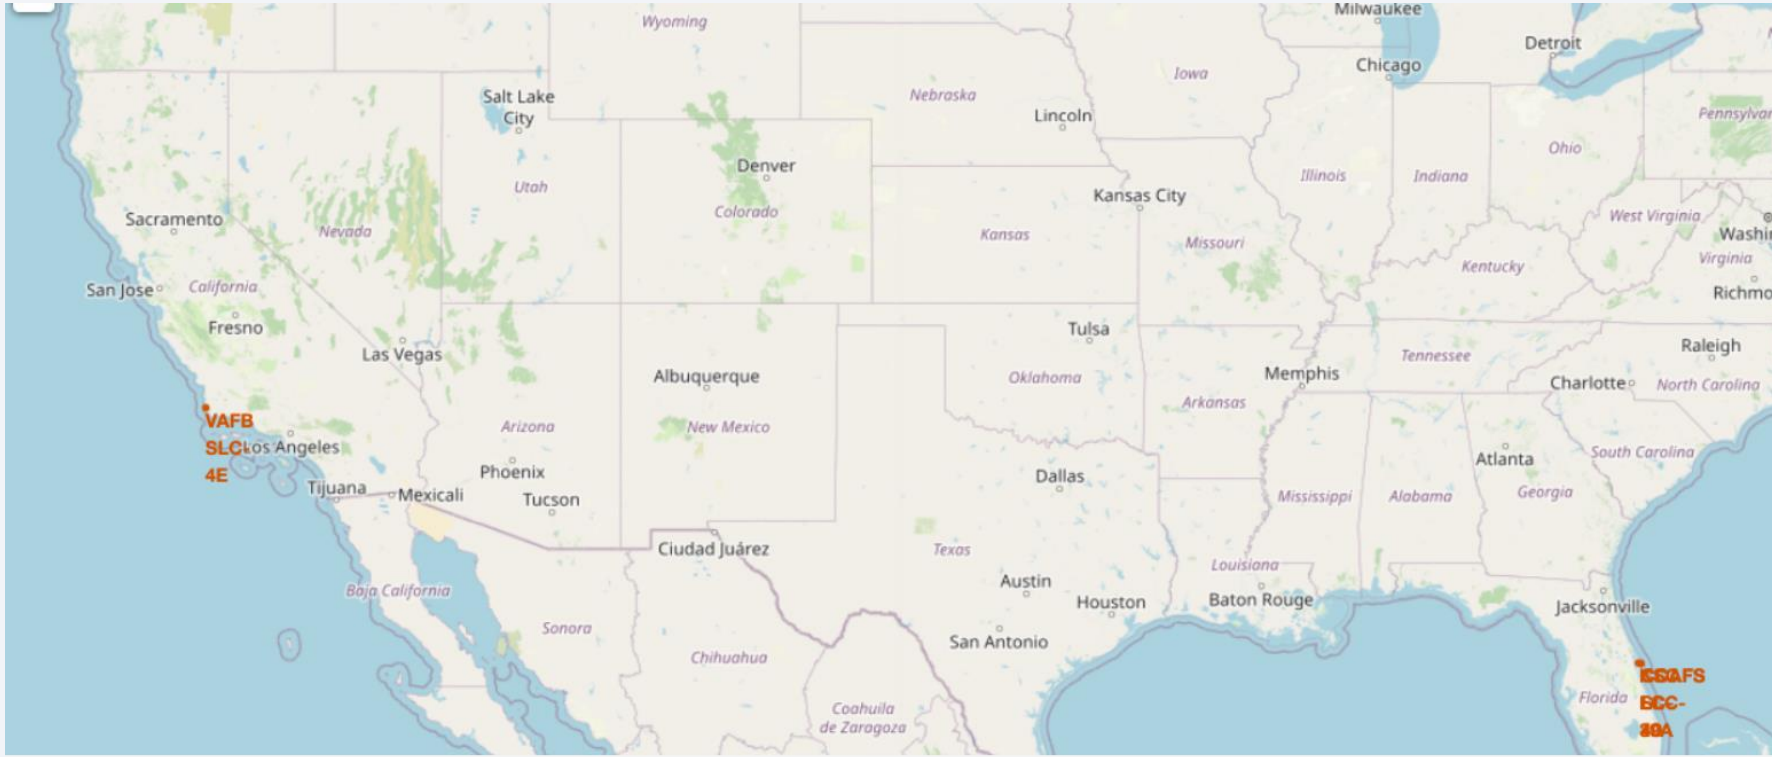 Milwaukee
Wyoming
Detroit
Chicago
Iowa
Nebraska
Salt Lake
City
Lincoln
Pennsylvan
Ohio
Denver
Utah
Illinois
Indiana
Kansas City
Colorado
Sacramento
Nevada
West Virginia
Washin
Kansas
Missouri
Virginia
Kentucky
San Jose
California
Richmo
Fresno
Tulsa
Las Vegas
Raleigh
Tennessee
Albuquerque
Oklahoma
Memphis
Charlotte
North Carolina
Arkansas
VAFB
SLC-
4E
Los Angeles
Arizona
New Mexico
South Carolina
Atlanta
Phoenix
Dallas
Tijuana
Mexicali
Tucson
Mississippi
Alabama
Georgia
Ciudad Juárez
Texas
Louisiana
Austin
Baja California
Houston
Baton Rouge
Jacksonville
Sonora
San Antonio
Chihuahua
Florida
Coahuila
de Zaragoza